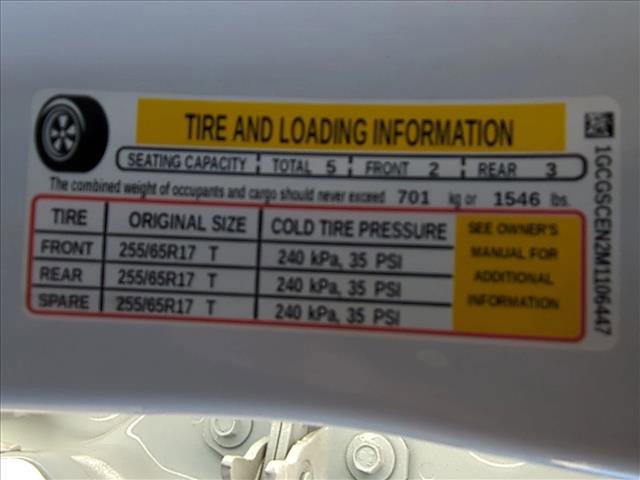 TIRE AND LOADING INFORMATION
SEATING CAPACITY TOTAL 5 FRONT 2 REAR 3
The combined weight of occupants and cargo should never exceed 701 kg or 1546 lbs.
TIRE ORIGINAL SIZE COLD TIRE PRESSURE
FRONT 255/65R17 T 240 kPa, 35 PSI
REAR 255/65R17 T 240 kPa, 35 PSI
SPARE 255/65R17 T 240 kPa, 35 PSI
SEE OWNER'S
MANUAL FOR
ADDITIONAL
INFORMATION
1GCGSCEN2M1106447